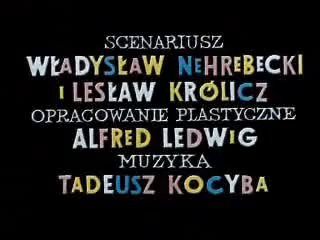 SCENARIUSZ
WŁADYSŁAW NEHREBECKI
I LESŁAW KRÓLICZ
OPRACOWANIE PLASTYCZNE
ALFRED LEDWIG
MUZYKA
TADEUSZ KOCYBA